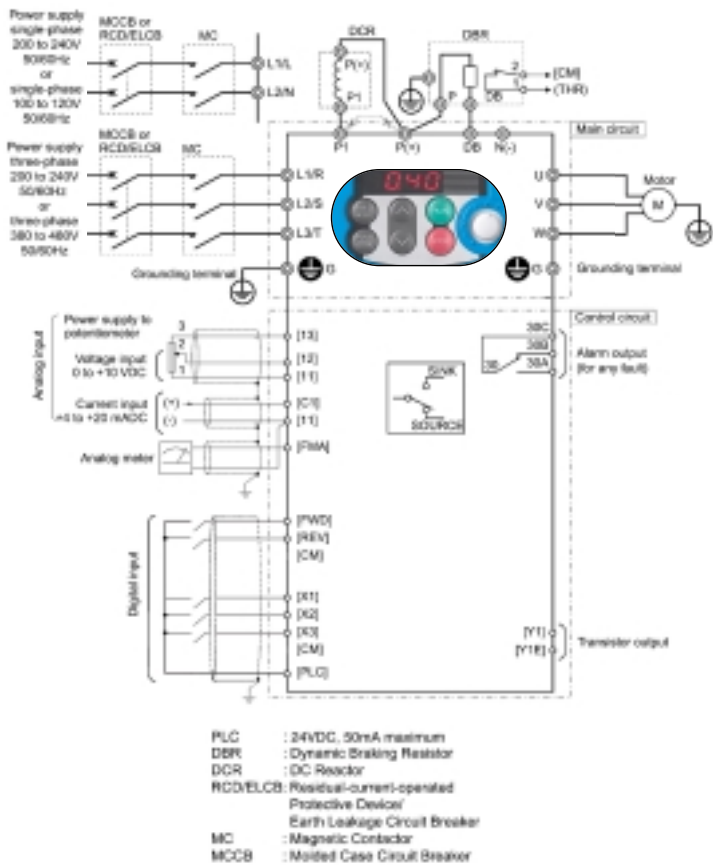 Power supply
single-phase
200 to 240V
50/60Hz
or
single-phase
100 to 120V
50/60Hz
MCCB or
RCD/ELCB
MC
L1/L
L2/N
DCR
P(+)
P1
DBR
P
DB
2
1
(CM)
(THR)
Power supply
three-phase
200 to 240V
50/60Hz
or
three-phase
380 to 480V
50/60Hz
MCCB or
RCD/ELCB
MC
P1
P(+)
DB
N(-)
Main circuit
L1/R
L2/S
L3/T
040
U
V
W
Motor
M
Grounding terminal
G
G
Grounding terminal
Control circuit
Analog input
Power supply to
potentiometer
Voltage input
0 to +10 VDC
3
2
1
[13]
[12]
[11]
Current input
+4 to +20 mADC
(+)
(-)
[C1]
[11]
Analog meter
[FMA]
30C
30B
30A
30
Alarm output
(for any fault)
SINK
SOURCE
Digital input
[FWD]
[REV]
[CM]
[X1]
[X2]
[X3]
[CM]
[PLC]
[Y1]
[Y1E]
Transister output
PLC : 24VDC, 50mA maximum
DBR : Dynamic Braking Resistor
DCR : DC Reactor
RCD/ELCB: Residual-current-operated
Protective Device/
Earth Leakage Circuit Breaker
MC : Magnetic Contactor
MCCB : Molded Case Circuit Breaker